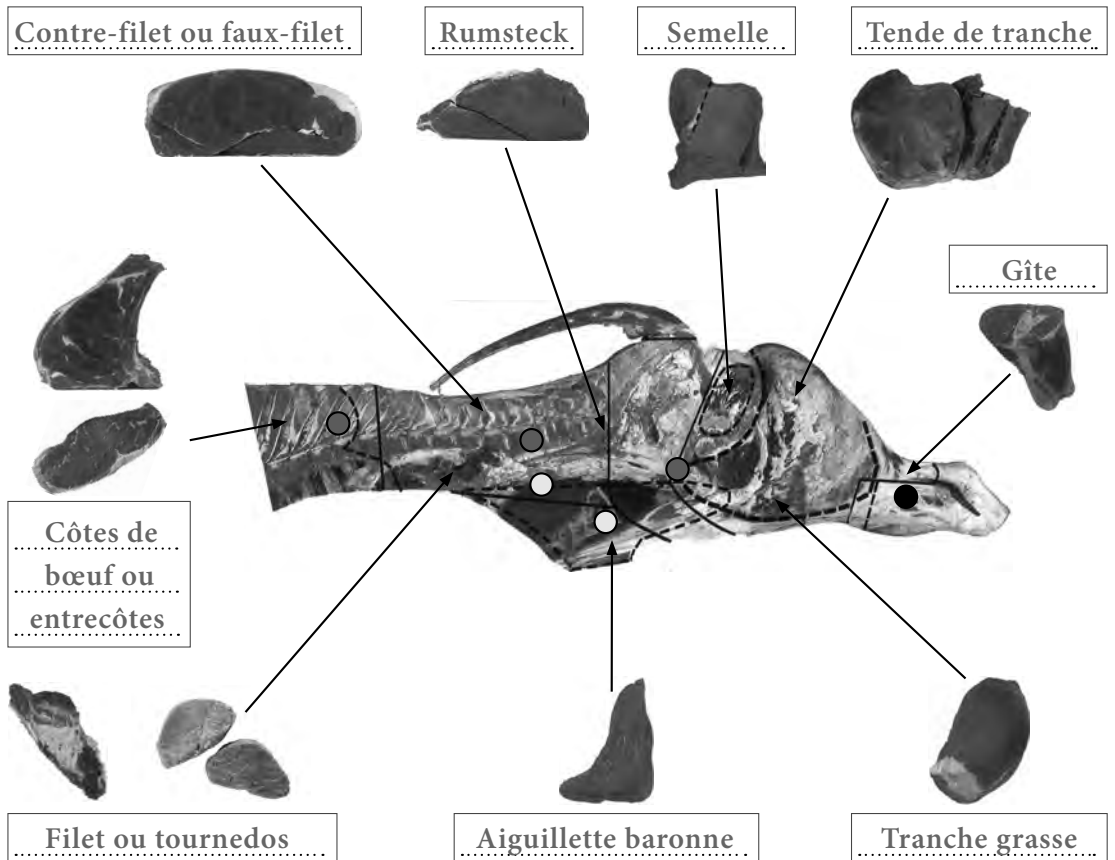 Contre-filet ou faux-filet
Rumsteck
Semelle
Tende de tranche
Gîte
Côtes de
bœuf ou
entrecôtes
Filet ou tournedos
Aiguillette baronne
Tranche grasse